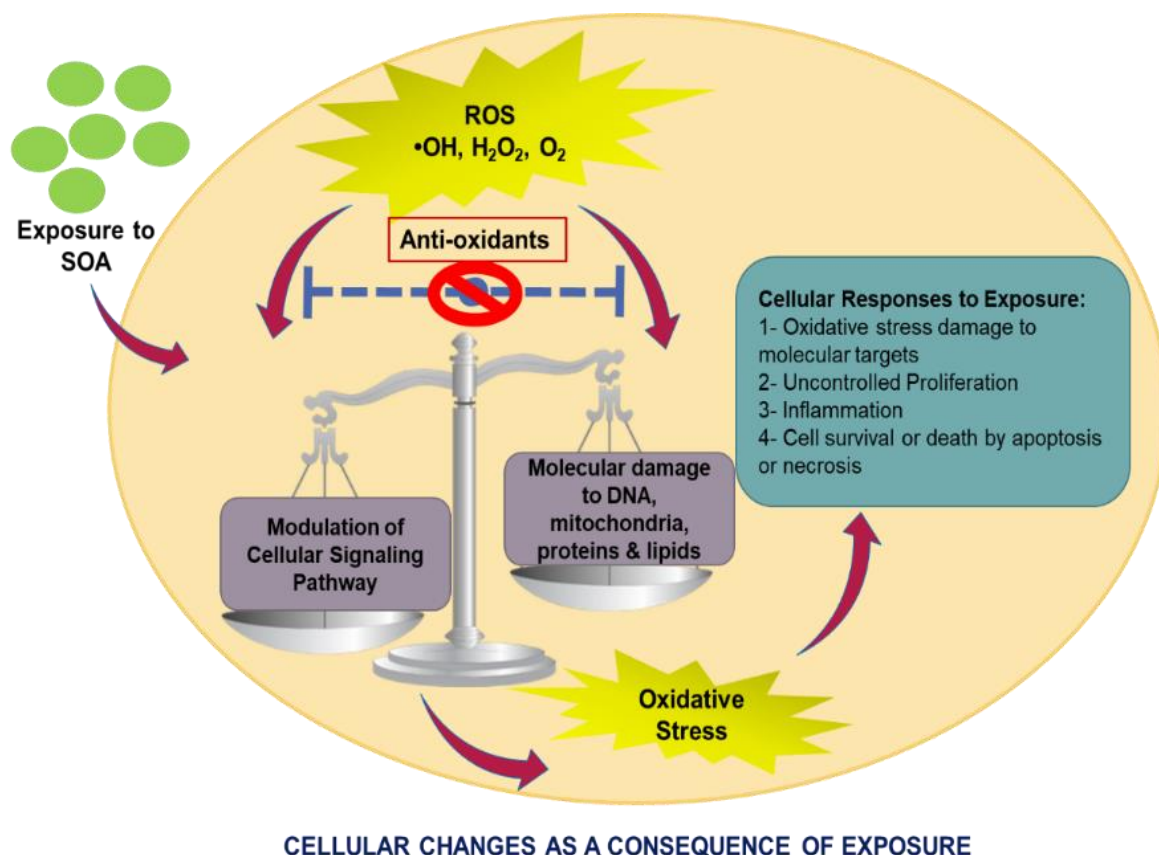 Exposure to
SOA
ROS
•OH, H₂O₂, O₂
Anti-oxidants
Modulation of
Cellular Signaling
Pathway
Molecular damage
to DNA,
mitochondria,
proteins & lipids
Oxidative
Stress
Cellular Responses to Exposure:
1- Oxidative stress damage to
molecular targets
2- Uncontrolled Proliferation
3- Inflammation
4- Cell survival or death by apoptosis
or necrosis
CELLULAR CHANGES AS A CONSEQUENCE OF EXPOSURE